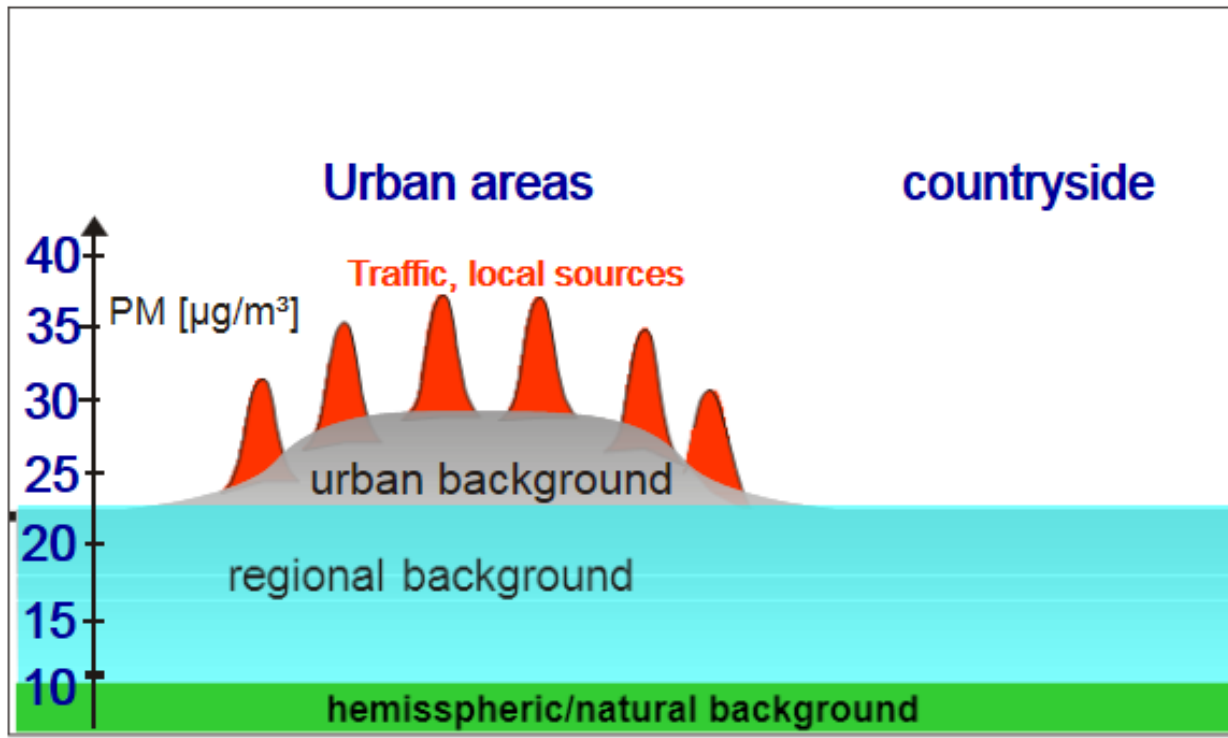 Urban areas
countryside
40
Traffic, local sources
PM [µg/m³]
35
30
25
urban background
20
regional background
15
10
hemisspheric/natural background